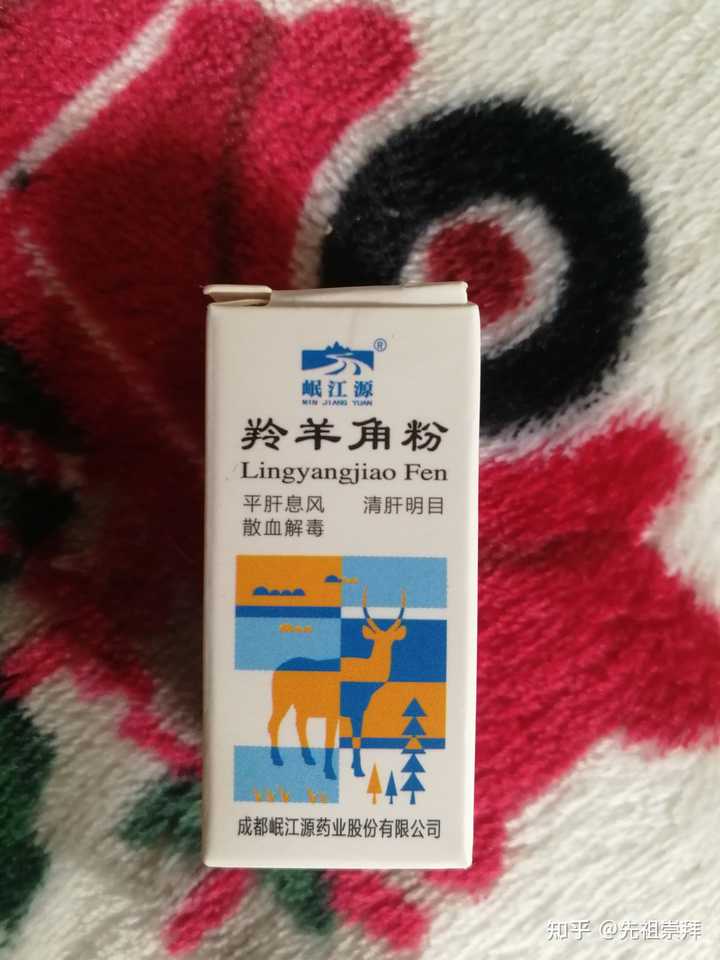 ®
岷江源
MIN JIANG YUAN
羚羊角粉
Lingyangjiao Fen
平肝息风 清肝明目
散血解毒
成都岷江源药业股份有限公司
知乎 @先祖崇拜